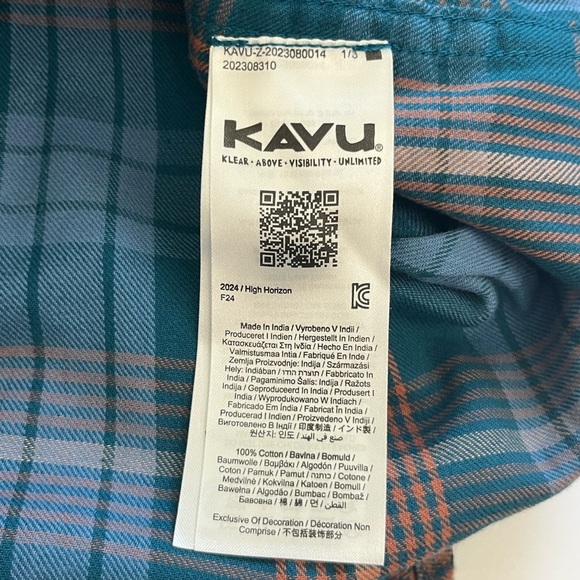 KAVU-Z-2023080014 1/3
202308310
KAVU®
KLEAR • ABOVE • VISIBILITY • UNLIMITED
2024 / High Horizon
F24
Made In India / Vyrobeno V Indii /
Produceret I Indien / Hergestellt In Indien /
Κατασκευάζεται Στη Ινδία / Hecho En India /
Valmistusmaa Intia / Fabriqué En Inde /
Zemlja Proizvodnje: Indija / Származási
Hely: Indiában / תוצרת הודו / Fabbricato In
India / Pagaminimo Šalis: Indija / Ražots
Indija / Geproduceerd In India / Produsert I
India / Wyprodukowano W Indiach /
Fabricado Em Índia / Fabricat În India /
Producerad I Indien / Proizvedeno V Indiji /
Виготовлено В Індії / 印度制造 / インド製 /
원산지: 인도 / صنع في الهند
100% Cotton / Bavlna / Bomuld /
Baumwolle / Βαμβάκι / Algodón / Puuvilla /
Coton / Pamuk / Pamut / כותנה / Cotone /
Medvilnė / Kokvilna / Katoen / Bomull /
Bawełna / Algodão / Bumbac / Bombaž /
Бавовна / 棉 / 綿 / 면 / القطن
Exclusive Of Decoration / Décoration Non
Comprise / 不包括装饰部分